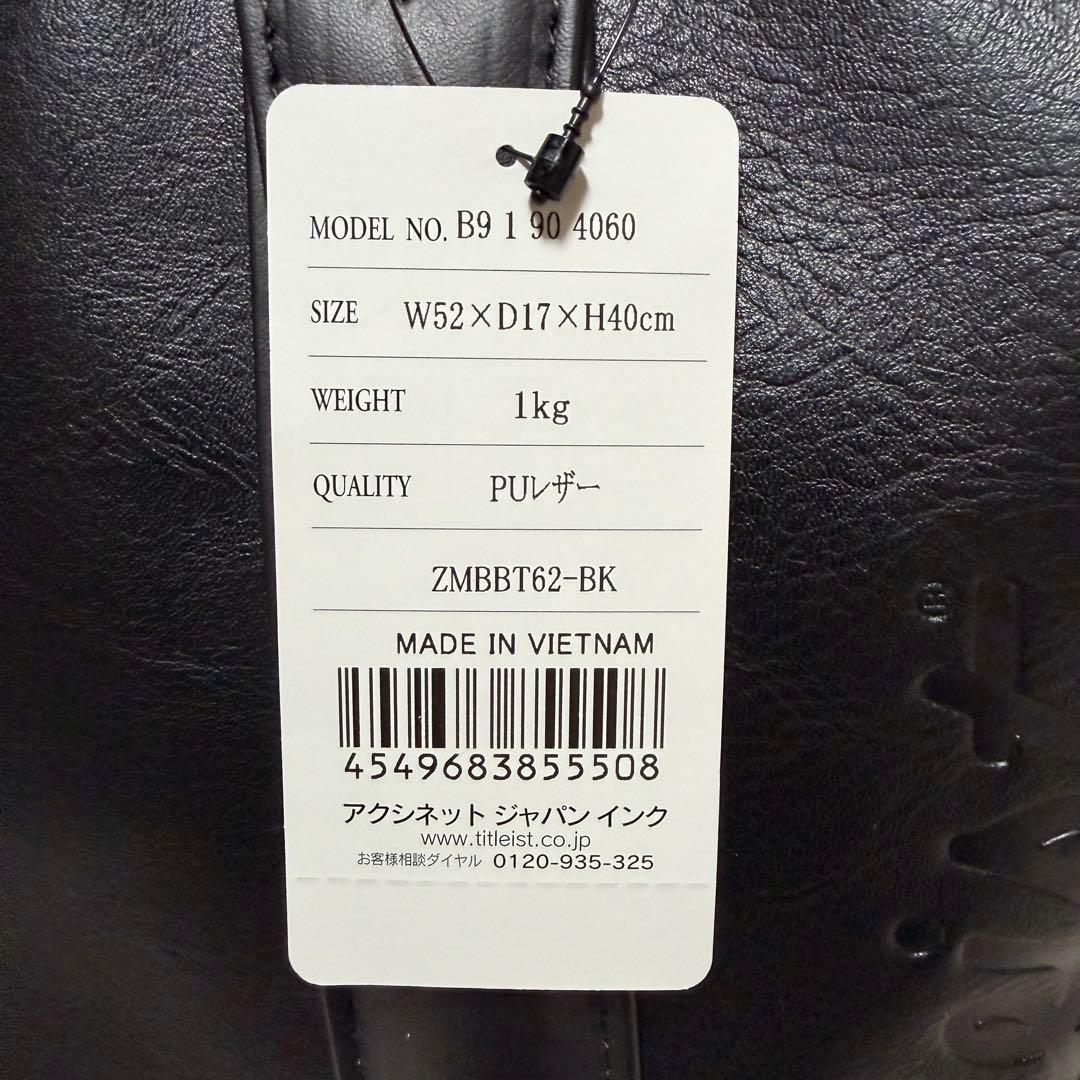 MODEL NO. B9 1 90 4060
SIZE W52×D17×H40cm
WEIGHT 1kg
QUALITY PUレザー
ZMBBT62-BK
MADE IN VIETNAM
4549683855508
アクシネット ジャパン インク
www.titleist.co.jp
お客様相談ダイヤル 0120-935-325